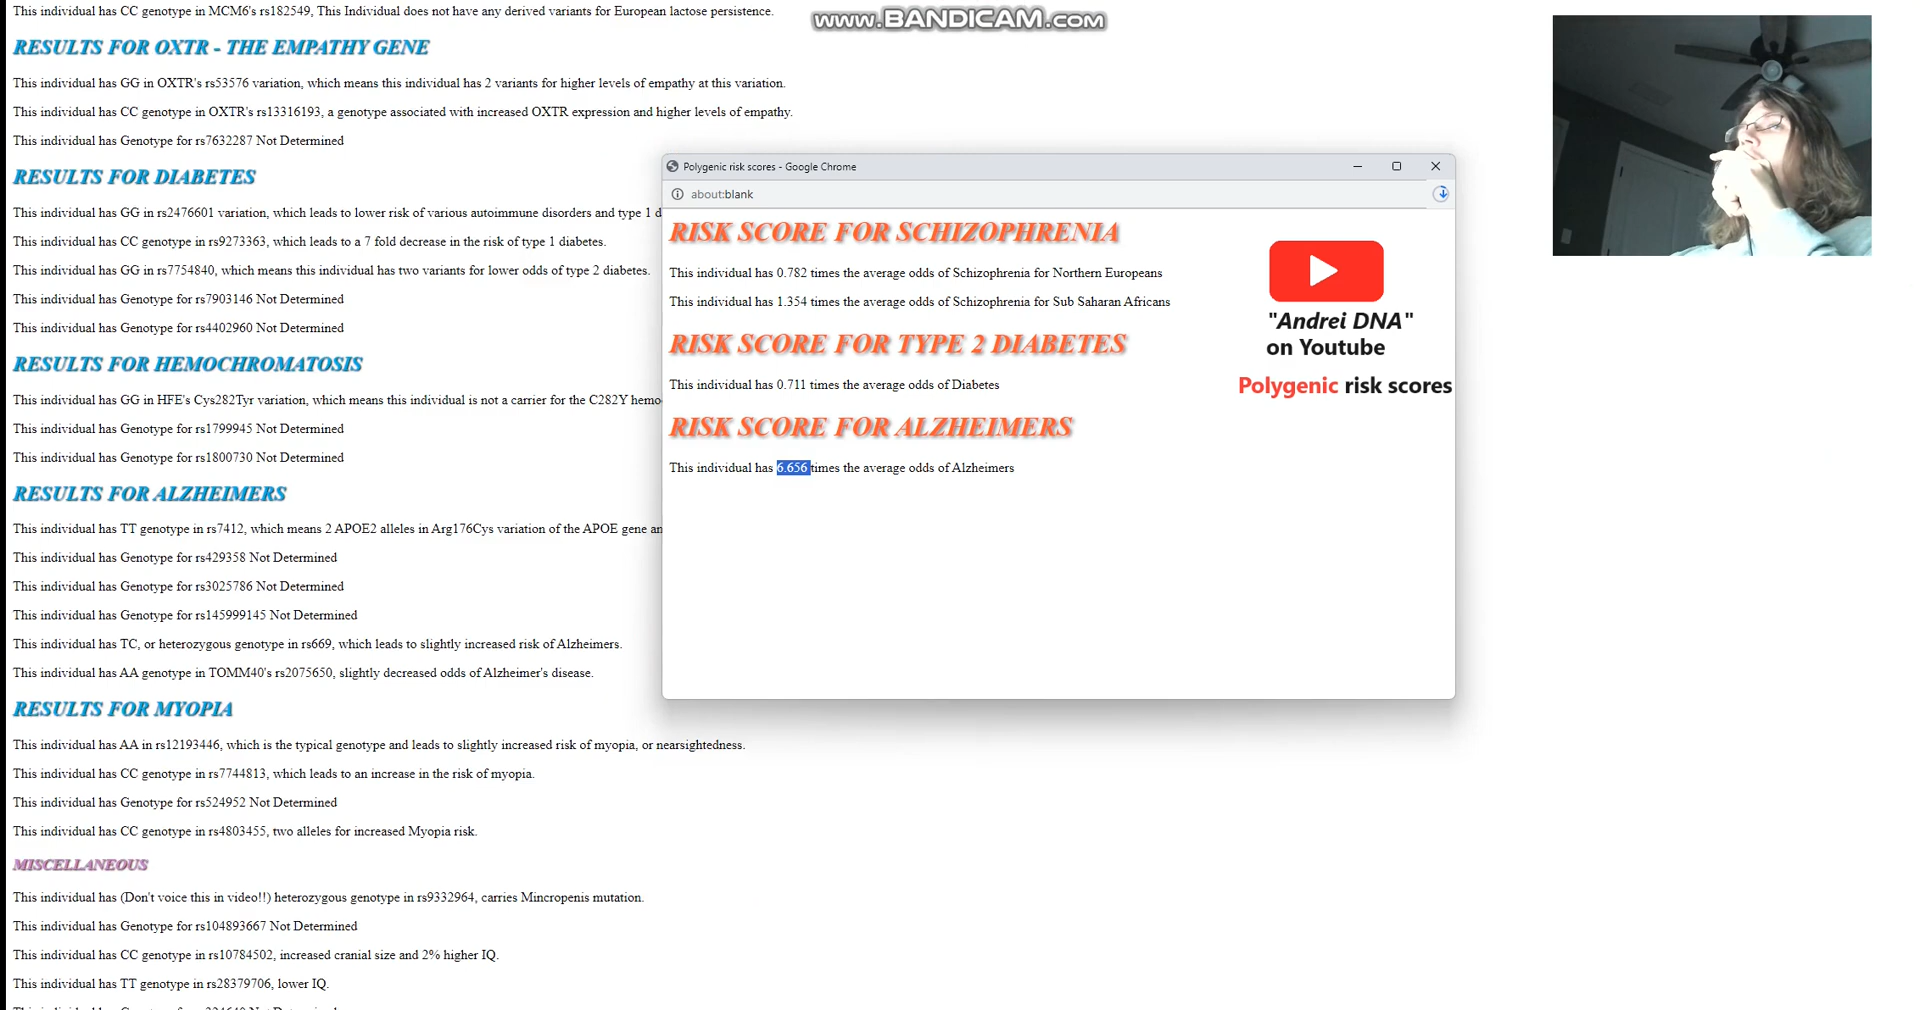 This individual has CC genotype in MCM6's rs182549, This Individual does not have any derived variants for European lactose persistence.
www.BANDICAM.com
RESULTS FOR OXTR - THE EMPATHY GENE
This individual has GG in OXTR's rs53576 variation, which means this individual has 2 variants for higher levels of empathy at this variation.
This individual has CC genotype in OXTR's rs13316193, a genotype associated with increased OXTR expression and higher levels of empathy.
This individual has Genotype for rs7632287 Not Determined
RESULTS FOR DIABETES
This individual has GG in rs2476601 variation, which leads to lower risk of various autoimmune disorders and type 1 d
This individual has CC genotype in rs9273363, which leads to a 7 fold decrease in the risk of type 1 diabetes.
This individual has GG in rs7754840, which means this individual has two variants for lower odds of type 2 diabetes.
This individual has Genotype for rs7903146 Not Determined
This individual has Genotype for rs4402960 Not Determined
RESULTS FOR HEMOCHROMATOSIS
This individual has GG in HFE's Cys282Tyr variation, which means this individual is not a carrier for the C282Y hemo
This individual has Genotype for rs1799945 Not Determined
This individual has Genotype for rs1800730 Not Determined
RESULTS FOR ALZHEIMERS
This individual has TT genotype in rs7412, which means 2 APOE2 alleles in Arg176Cys variation of the APOE gene an
This individual has Genotype for rs429358 Not Determined
This individual has Genotype for rs3025786 Not Determined
This individual has Genotype for rs145999145 Not Determined
This individual has TC, or heterozygous genotype in rs669, which leads to slightly increased risk of Alzheimers.
This individual has AA genotype in TOMM40's rs2075650, slightly decreased odds of Alzheimer's disease.
RESULTS FOR MYOPIA
This individual has AA in rs12193446, which is the typical genotype and leads to slightly increased risk of myopia, or nearsightedness.
This individual has CC genotype in rs7744813, which leads to an increase in the risk of myopia.
This individual has Genotype for rs524952 Not Determined
This individual has CC genotype in rs4803455, two alleles for increased Myopia risk.
MISCELLANEOUS
This individual has (Don't voice this in video!!) heterozygous genotype in rs9332964, carries Mincropenis mutation.
This individual has Genotype for rs104893667 Not Determined
This individual has CC genotype in rs10784502, increased cranial size and 2% higher IQ.
This individual has TT genotype in rs28379706, lower IQ.
Polygenic risk scores - Google Chrome
about:blank
RISK SCORE FOR SCHIZOPHRENIA
This individual has 0.782 times the average odds of Schizophrenia for Northern Europeans
This individual has 1.354 times the average odds of Schizophrenia for Sub Saharan Africans
RISK SCORE FOR TYPE 2 DIABETES
This individual has 0.711 times the average odds of Diabetes
RISK SCORE FOR ALZHEIMERS
This individual has 6.656 times the average odds of Alzheimers
"Andrei DNA"
on Youtube
Polygenic risk scores